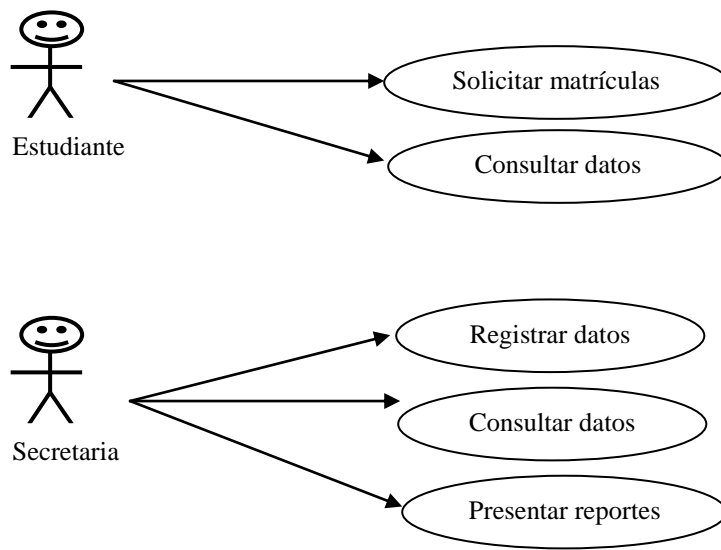 Solicitar matrículas
Estudiante
Consultar datos
Registrar datos
Consultar datos
Secretaria
Presentar reportes